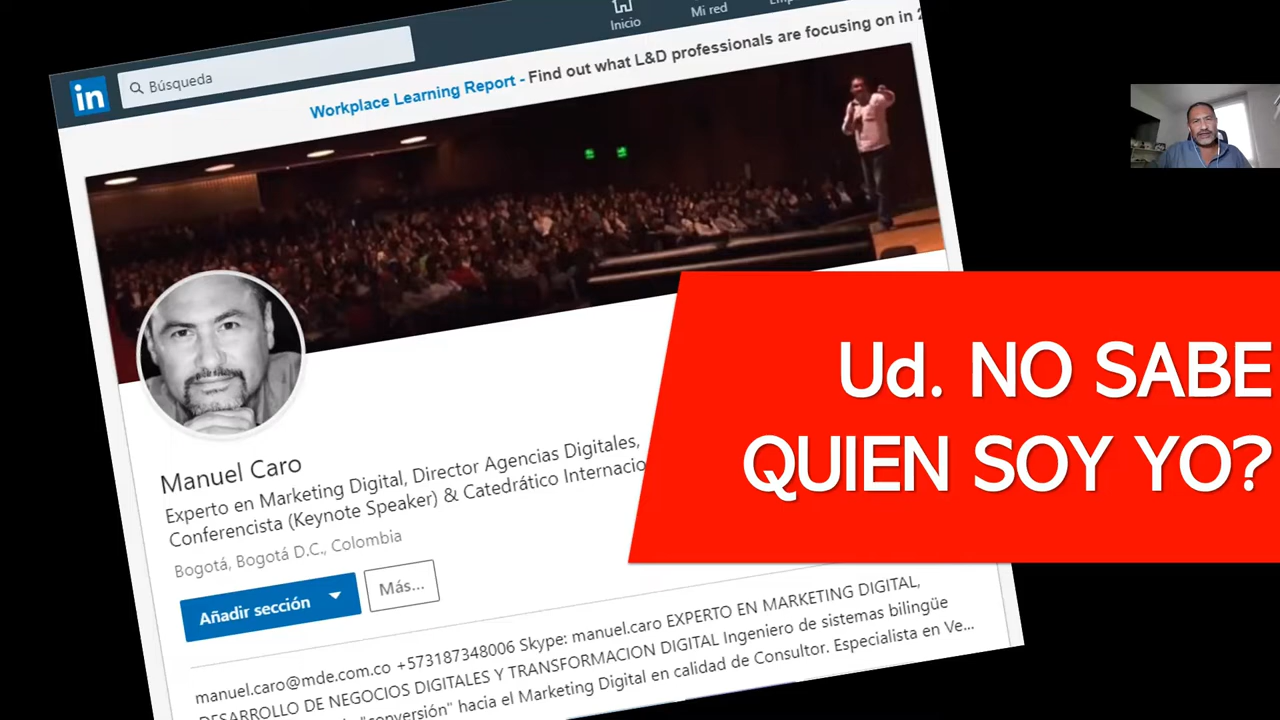 Inicio
Mi red
in
Búsqueda
Workplace Learning Report - Find out what L&D professionals are focusing on in
Ud. NO SABE
QUIEN SOY YO?
Manuel Caro
Experto en Marketing Digital, Director Agencias Digitales,
Conferencista (Keynote Speaker) & Catedrático
Bogotá, Bogotá D.C., Colombia
Añadir sección
Más...
manuel.caro@mde.com.co +573187348006 Skype: manuel.caro EXPERTO EN MARKETING DIGITAL,
DESARROLLO DE NEGOCIOS DIGITALES Y TRANSFORMACION DIGITAL Ingeniero de sistemas bilingüe
"conversión" hacia el Marketing Digital en calidad de Consultor. Especialista en Ve...